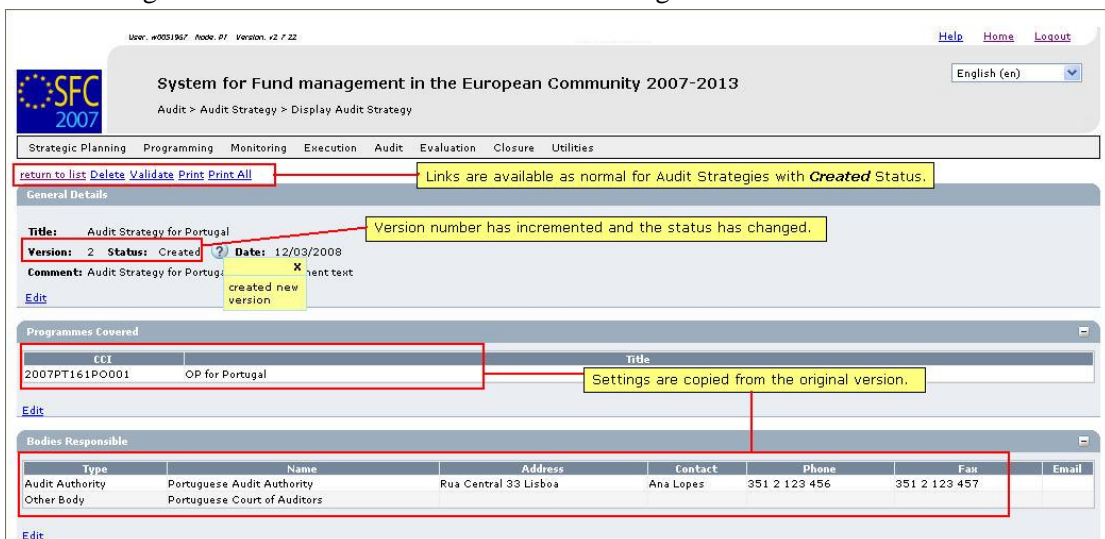 User. w0051967 Node. P1 Version. v2 7 22
Help Home Logout
English (en)
SFC
2007
System for Fund management in the European Community 2007-2013
Audit > Audit Strategy > Display Audit Strategy
Strategic Planning Programming Monitoring Execution Audit Evaluation Closure Utilities
return to list Delete Validate Print Print All
Links are available as normal for Audit Strategies with Created Status.
General Details
Title: Audit Strategy for Portugal
Version number has incremented and the status has changed.
Version: 2 Status: Created ? Date: 12/03/2008
Comment: Audit Strategy for Portuga
x
created new
version
Edit
Programmes Covered
CCI Title
2007PT161PO001 OP for Portugal
Settings are copied from the original version.
Edit
Bodies Responsible
Type Name Address Contact Phone Fax Email
Audit Authority Portuguese Audit Authority Rua Central 33 Lisboa Ana Lopes 351 2 123 456 351 2 123 457
Other Body Portuguese Court of Auditors
Edit